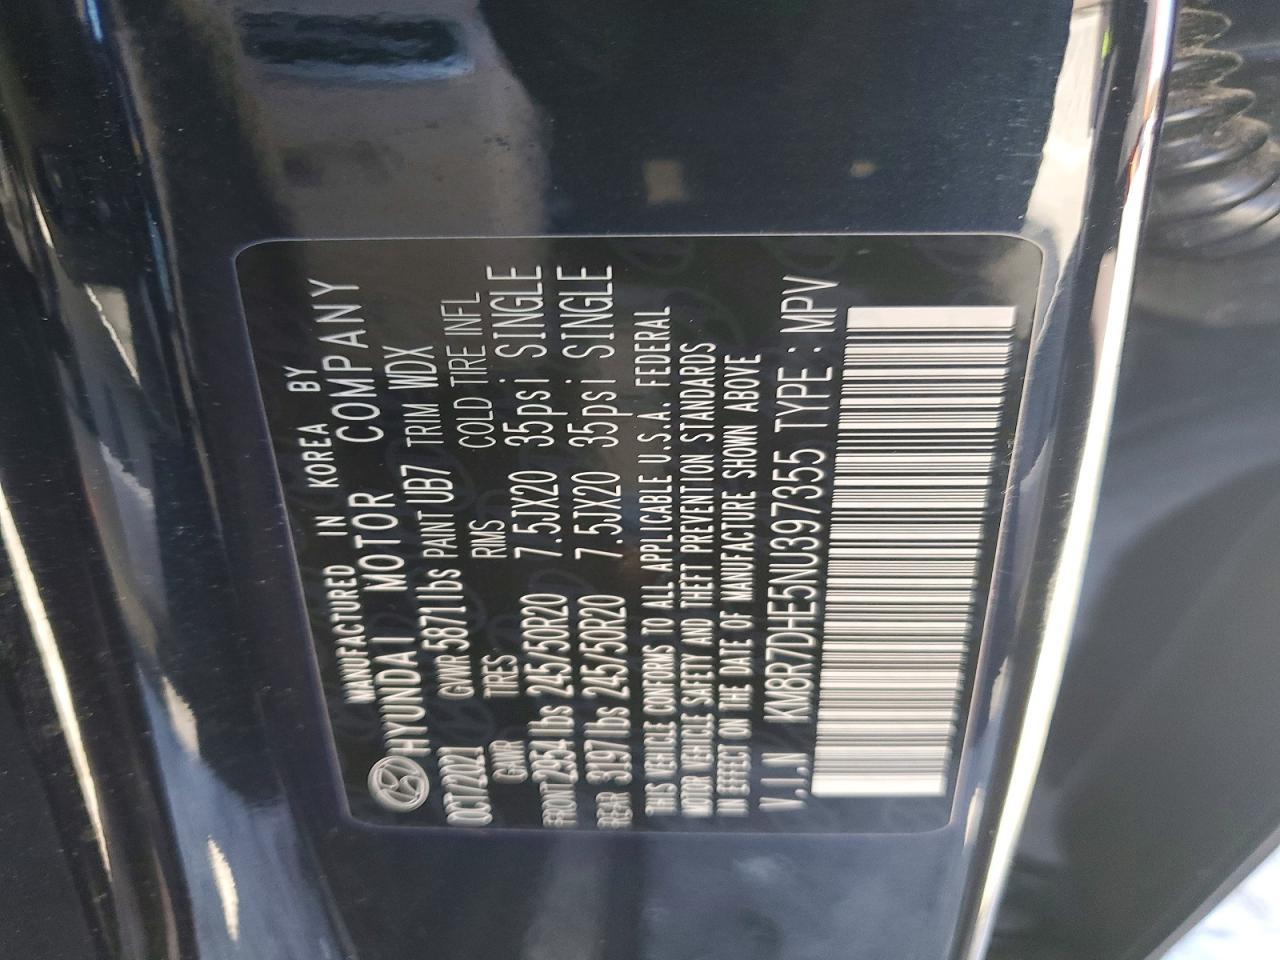 MANUFACTURED IN KOREA BY
HYUNDAI MOTOR COMPANY
OCT/2021 GVWR 5871lbs PAINT UB7 TRIM WDX
GAWR TIRES RIMS COLD TIRE INFL
FRONT 2954lbs 245/50R20 7.5JX20 35psi SINGLE
REAR 3197lbs 245/50R20 7.5JX20 35psi SINGLE
THIS VEHICLE CONFORMS TO ALL APPLICABLE U.S.A. FEDERAL
MOTOR VEHICLE SAFETY AND THEFT PREVENTION STANDARDS
IN EFFECT ON THE DATE OF MANUFACTURE SHOWN ABOVE
V.I.N KM8R7DHE5NU397355 TYPE : MPV